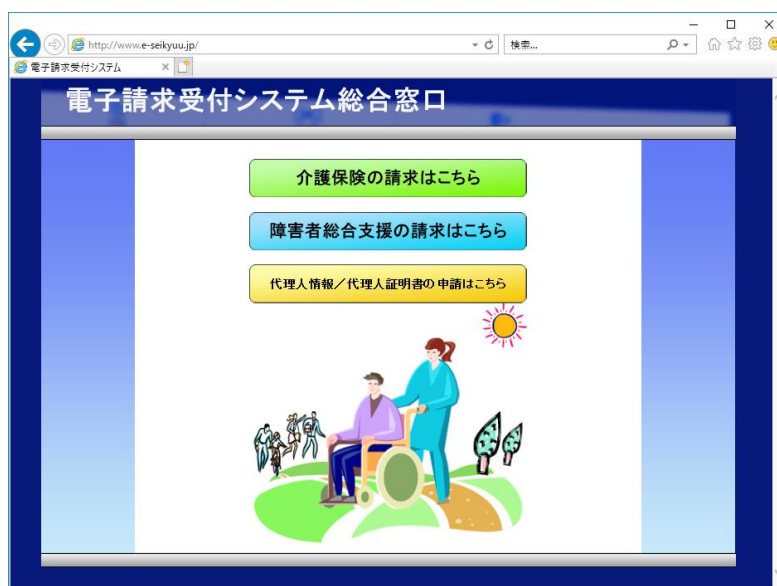 http://www.e-seikyuu.jp/
検索...
電子請求受付システム
電子請求受付システム総合窓口
介護保険の請求はこちら
障害者総合支援の請求はこちら
代理人情報／代理人証明書の申請はこちら